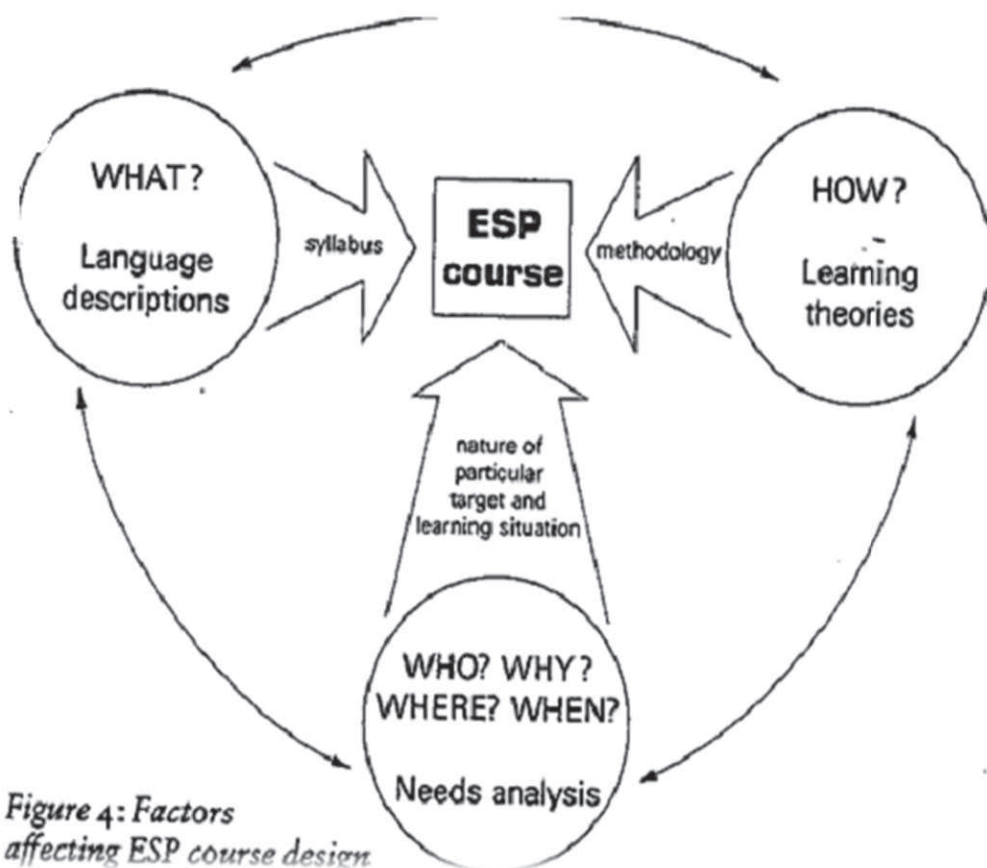 WHAT?
Language
descriptions
syllabus
ESP
course
methodology
HOW?
Learning
theories
nature of
particular
target and
learning situation
WHO? WHY?
WHERE? WHEN?
Needs analysis
Figure 4: Factors
affecting ESP course design